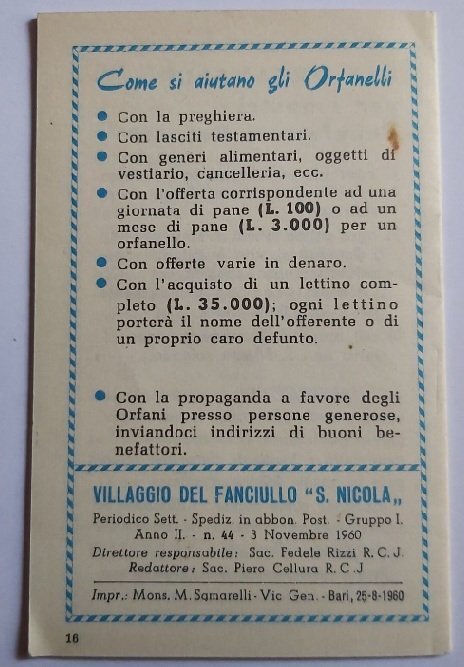 Come si aiutano gli Orfanelli
• Con la preghiera.
• Con lasciti testamentari.
• Con generi alimentari, oggetti di
vestiario, cancelleria, ecc.
• Con l'offerta corrispondente ad una
giornata di pane (L. 100) o ad un
mese di pane (L. 3.000) per un
orfanello.
• Con offerte varie in denaro.
• Con l'acquisto di un lettino com-
pleto (L. 35.000); ogni lettino
porterà il nome dell'offerente o di
un proprio caro defunto.
• Con la propaganda a favore degli
Orfani presso persone generose,
inviandoci indirizzi di buoni be-
nefattori.
VILLAGGIO DEL FANCIULLO "S. NICOLA„
Periodico Sett. - Spediz. in abbon. Post. - Gruppo I.
Anno II. - n. 44 - 3 Novembre 1960
Direttore responsabile: Sac. Fedele Rizzi R. C. J.
Redattore: Sac. Piero Cellura R. C. J
Impr.: Mons. M. Samarelli - Vic Gen. - Bari, 26-8-1960
16